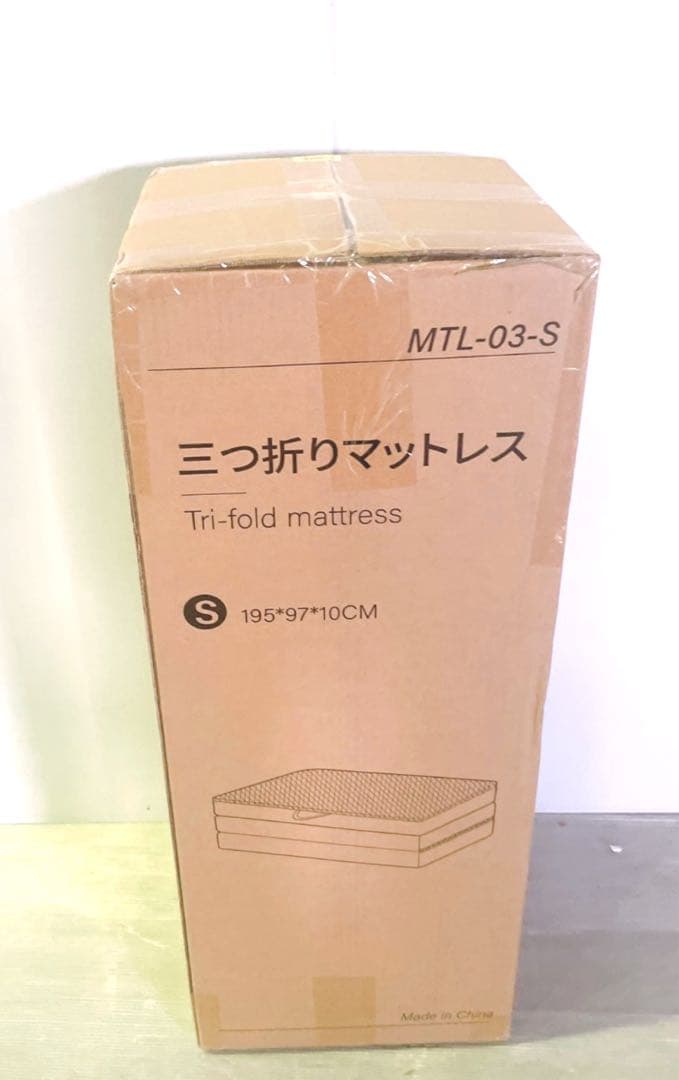 MTL-03-S
三つ折りマットレス
Tri-fold mattress
S 195*97*10CM
Made in China